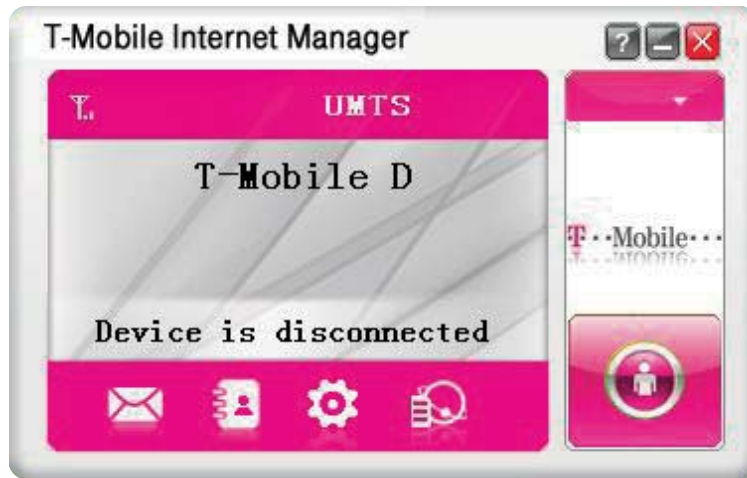 T-Mobile Internet Manager
?
UMTS
T-Mobile D
T··Mobile···
Device is disconnected